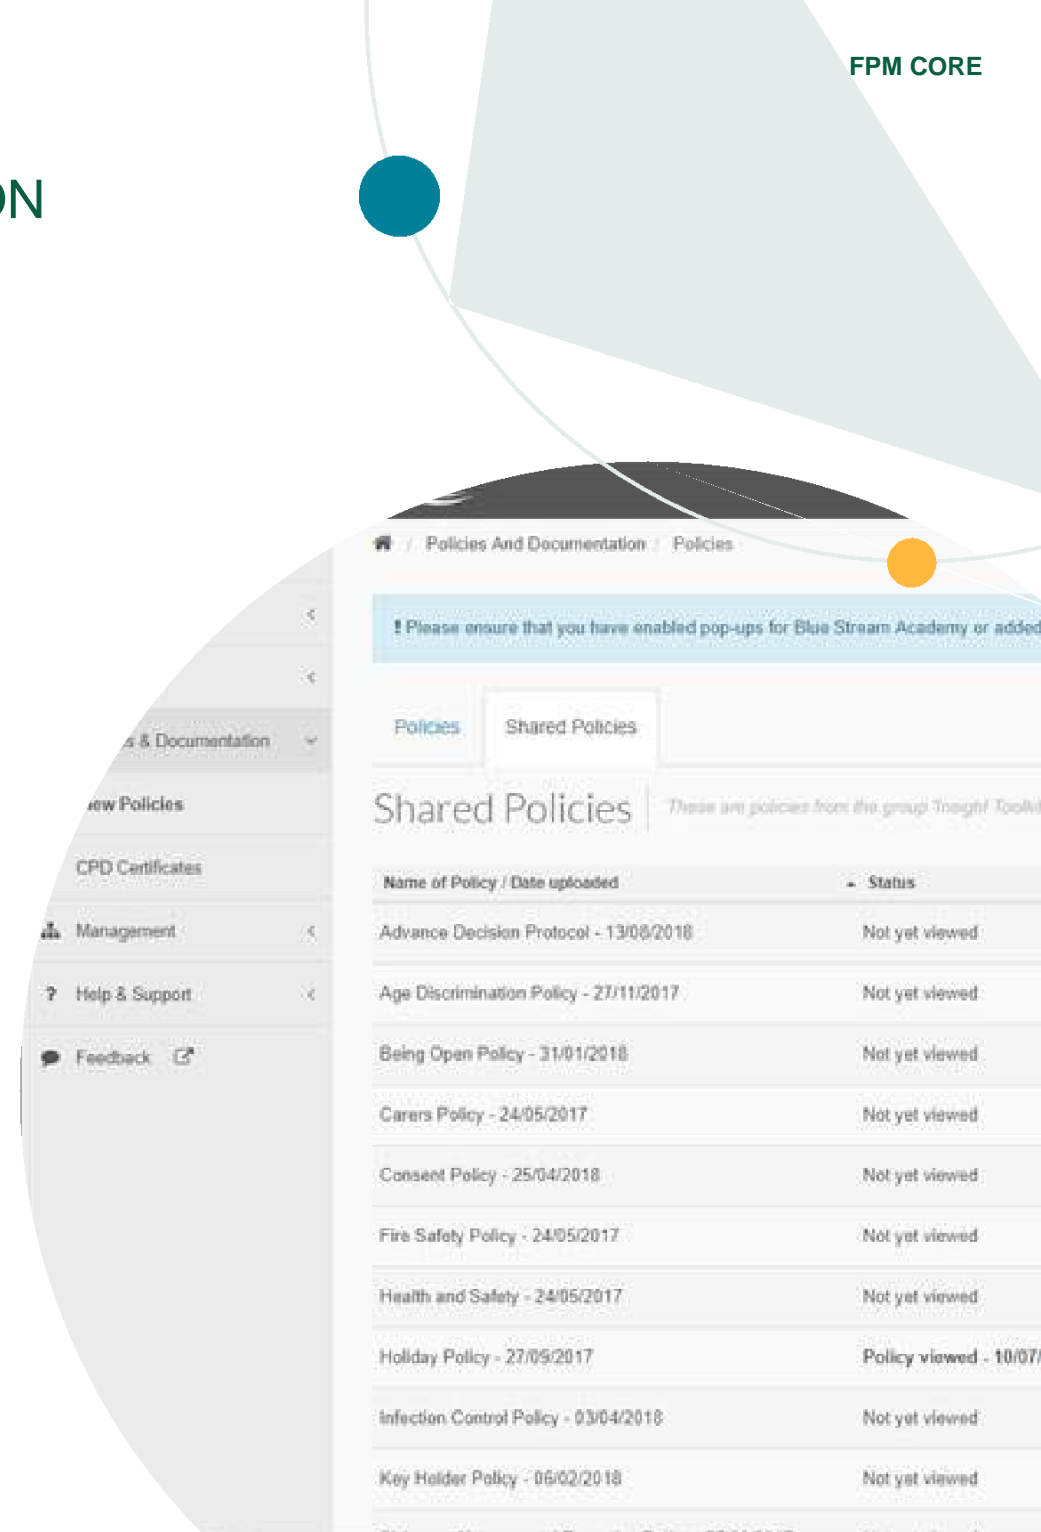 FPM CORE
ON
Policies And Documentation / Policies
! Please ensure that you have enabled pop-ups for Blue Stream Academy or added
Policies Shared Policies
& Documentation
Policies
Shared Policies These are policies from the group Insight Toolkit
CPD Certificates
Name of Policy / Date uploaded Status
Management
Advance Decision Protocol - 13/08/2018 Not yet viewed
? Help & Support
Age Discrimination Policy - 27/11/2017 Not yet viewed
Feedback
Being Open Policy - 31/01/2018 Not yet viewed
Carers Policy - 24/05/2017 Not yet viewed
Consent Policy - 25/04/2018 Not yet viewed
Fire Safety Policy - 24/05/2017 Not yet viewed
Health and Safety - 24/05/2017 Not yet viewed
Holiday Policy - 27/09/2017 Policy viewed - 10/07/
Infection Control Policy - 03/04/2018 Not yet viewed
Key Holder Policy - 06/02/2018 Not yet viewed